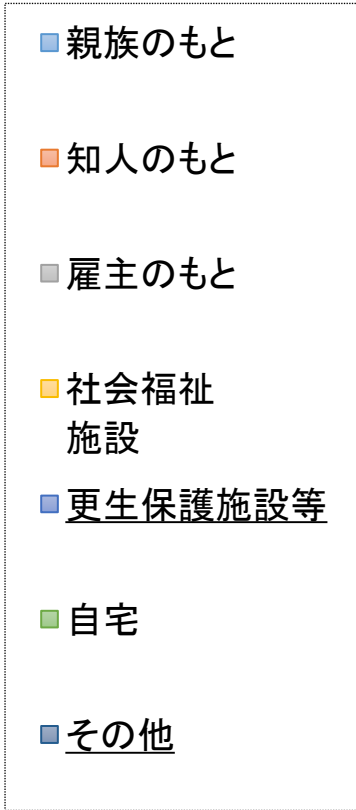 親族のもと
知人のもと
雇主のもと
社会福祉
施設
更生保護施設等
自宅
その他